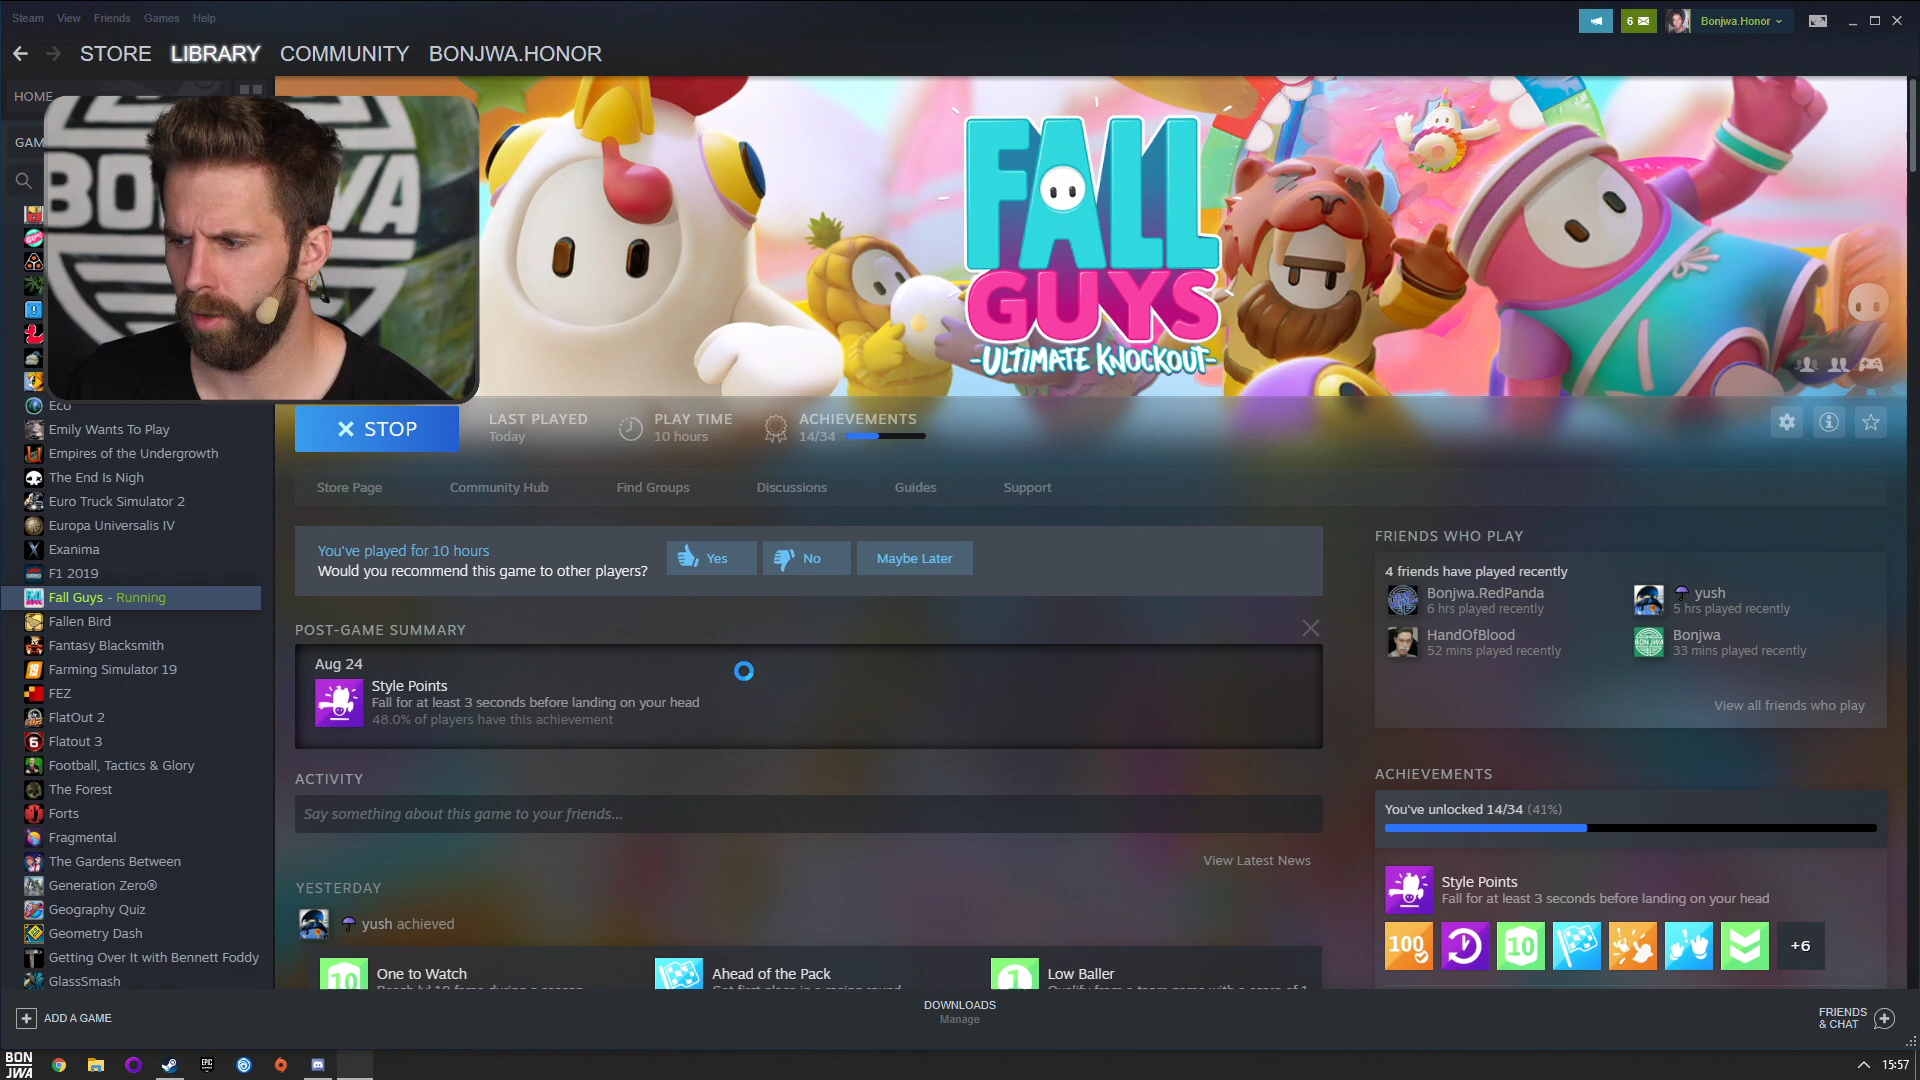 Steam View Friends Games Help
6
Bonjwa.Honor
STORE LIBRARY COMMUNITY BONJWA.HONOR
HOME
GAM
BO
WA
FALL
GUYS
-ULTIMATE KNOCKOUT-
Eco
Emily Wants To Play
Empires of the Undergrowth
The End Is Nigh
Euro Truck Simulator 2
Europa Universalis IV
Exanima
F1 2019
Fall Guys - Running
Fallen Bird
Fantasy Blacksmith
Farming Simulator 19
FEZ
FlatOut 2
Flatout 3
Football, Tactics & Glory
The Forest
Forts
Fragmental
The Gardens Between
Generation Zero®
Geography Quiz
Geometry Dash
Getting Over It with Bennett Foddy
GlassSmash
STOP
LAST PLAYED
Today
PLAY TIME
10 hours
ACHIEVEMENTS
14/34
Store Page Community Hub Find Groups Discussions Guides Support
You've played for 10 hours
Would you recommend this game to other players?
Yes No Maybe Later
POST-GAME SUMMARY
Aug 24
Style Points
Fall for at least 3 seconds before landing on your head
48.0% of players have this achievement
ACTIVITY
Say something about this game to your friends...
View Latest News
YESTERDAY
yush achieved
10
One to Watch
Ahead of the Pack
1
Low Baller
FRIENDS WHO PLAY
4 friends have played recently
Bonjwa.RedPanda
6 hrs played recently
yush
5 hrs played recently
HandOfBlood
52 mins played recently
Bonjwa
33 mins played recently
View all friends who play
ACHIEVEMENTS
You've unlocked 14/34 (41%)
Style Points
Fall for at least 3 seconds before landing on your head
100
10
+6
ADD A GAME
DOWNLOADS
Manage
FRIENDS
& CHAT
BON
JWA
EPIC
15:57